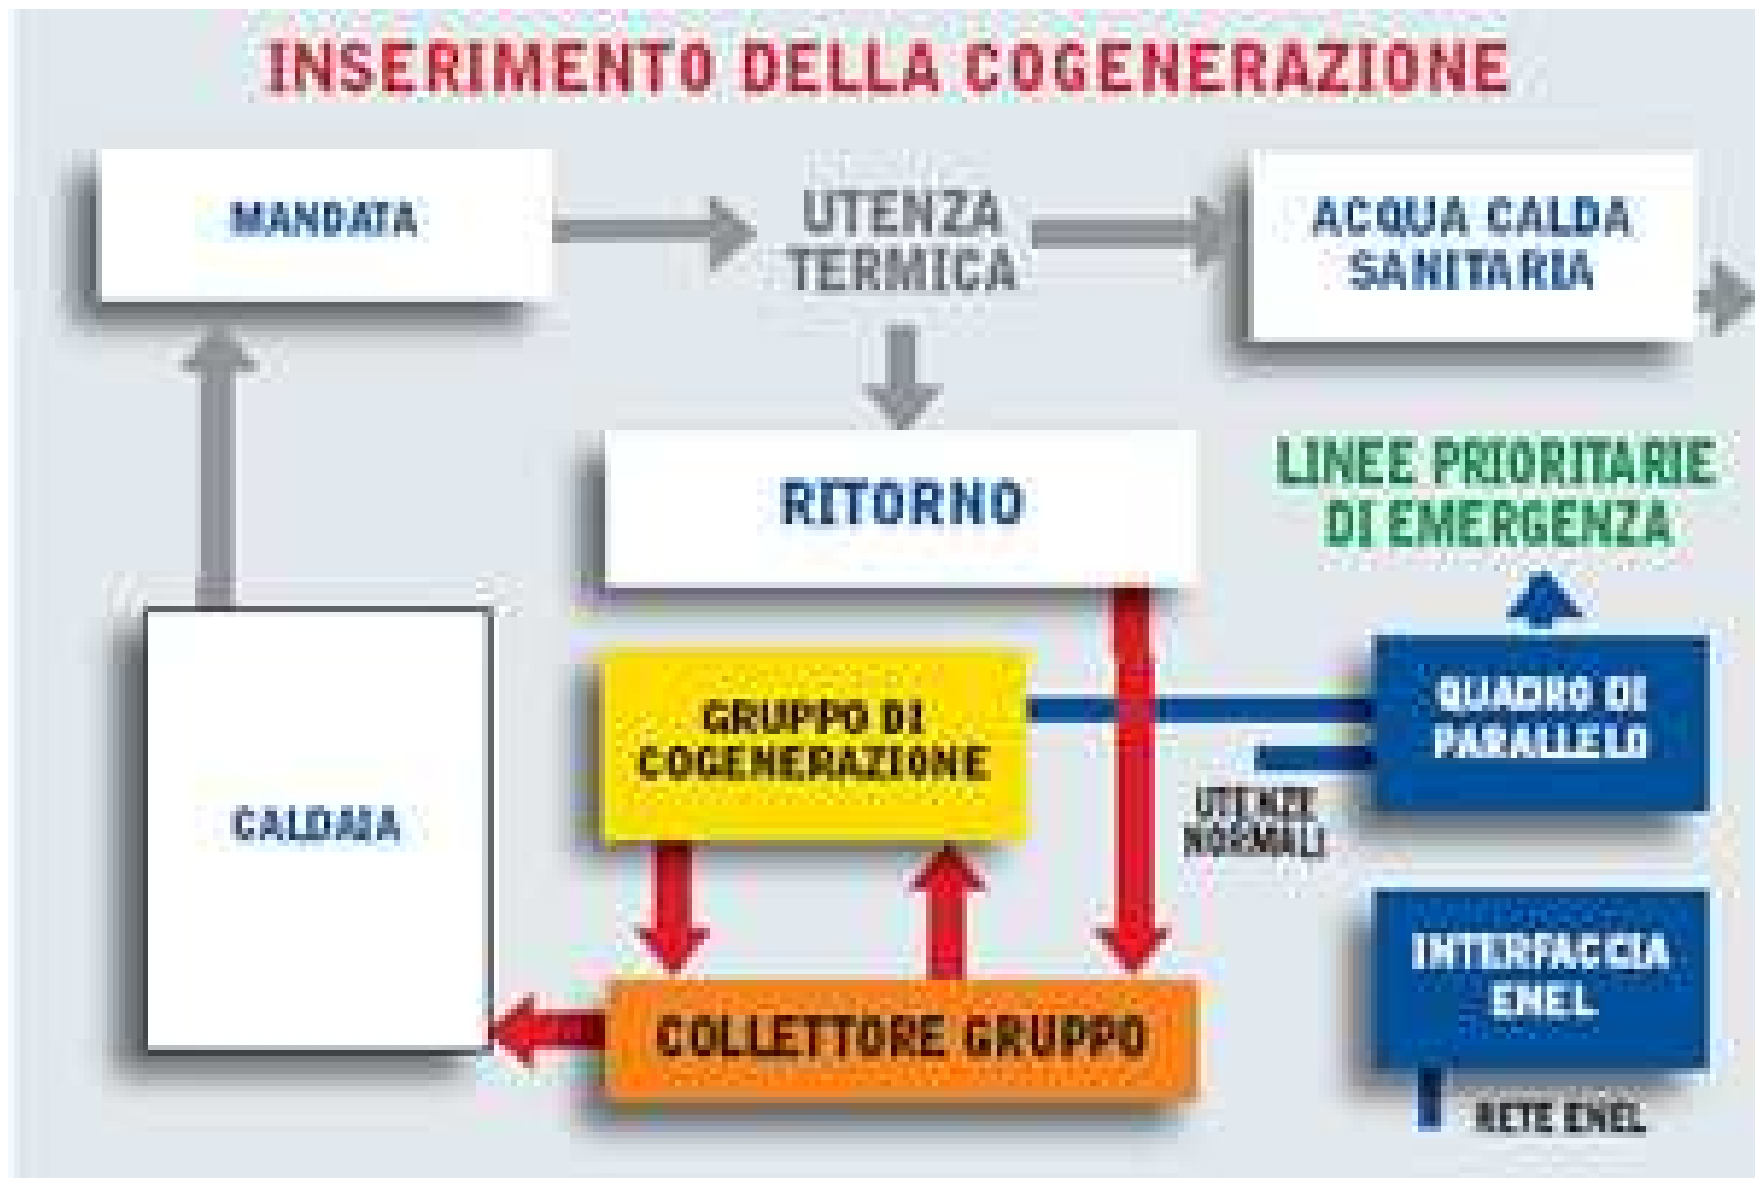 INSERIMENTO DELLA COGENERAZIONE
MANDATA
UTENZA
TERMICA
ACQUA CALDA
SANITARIA
RITORNO
LINEE PRIORITARIE
DI EMERGENZA
GRUPPO DI
COGENERAZIONE
QUADRO DI
PARALLELO
UTENZE
NORMALI
CALDAIA
INTERFACCIA
ENEL
COLLETTORE GRUPPO
RETE ENEL